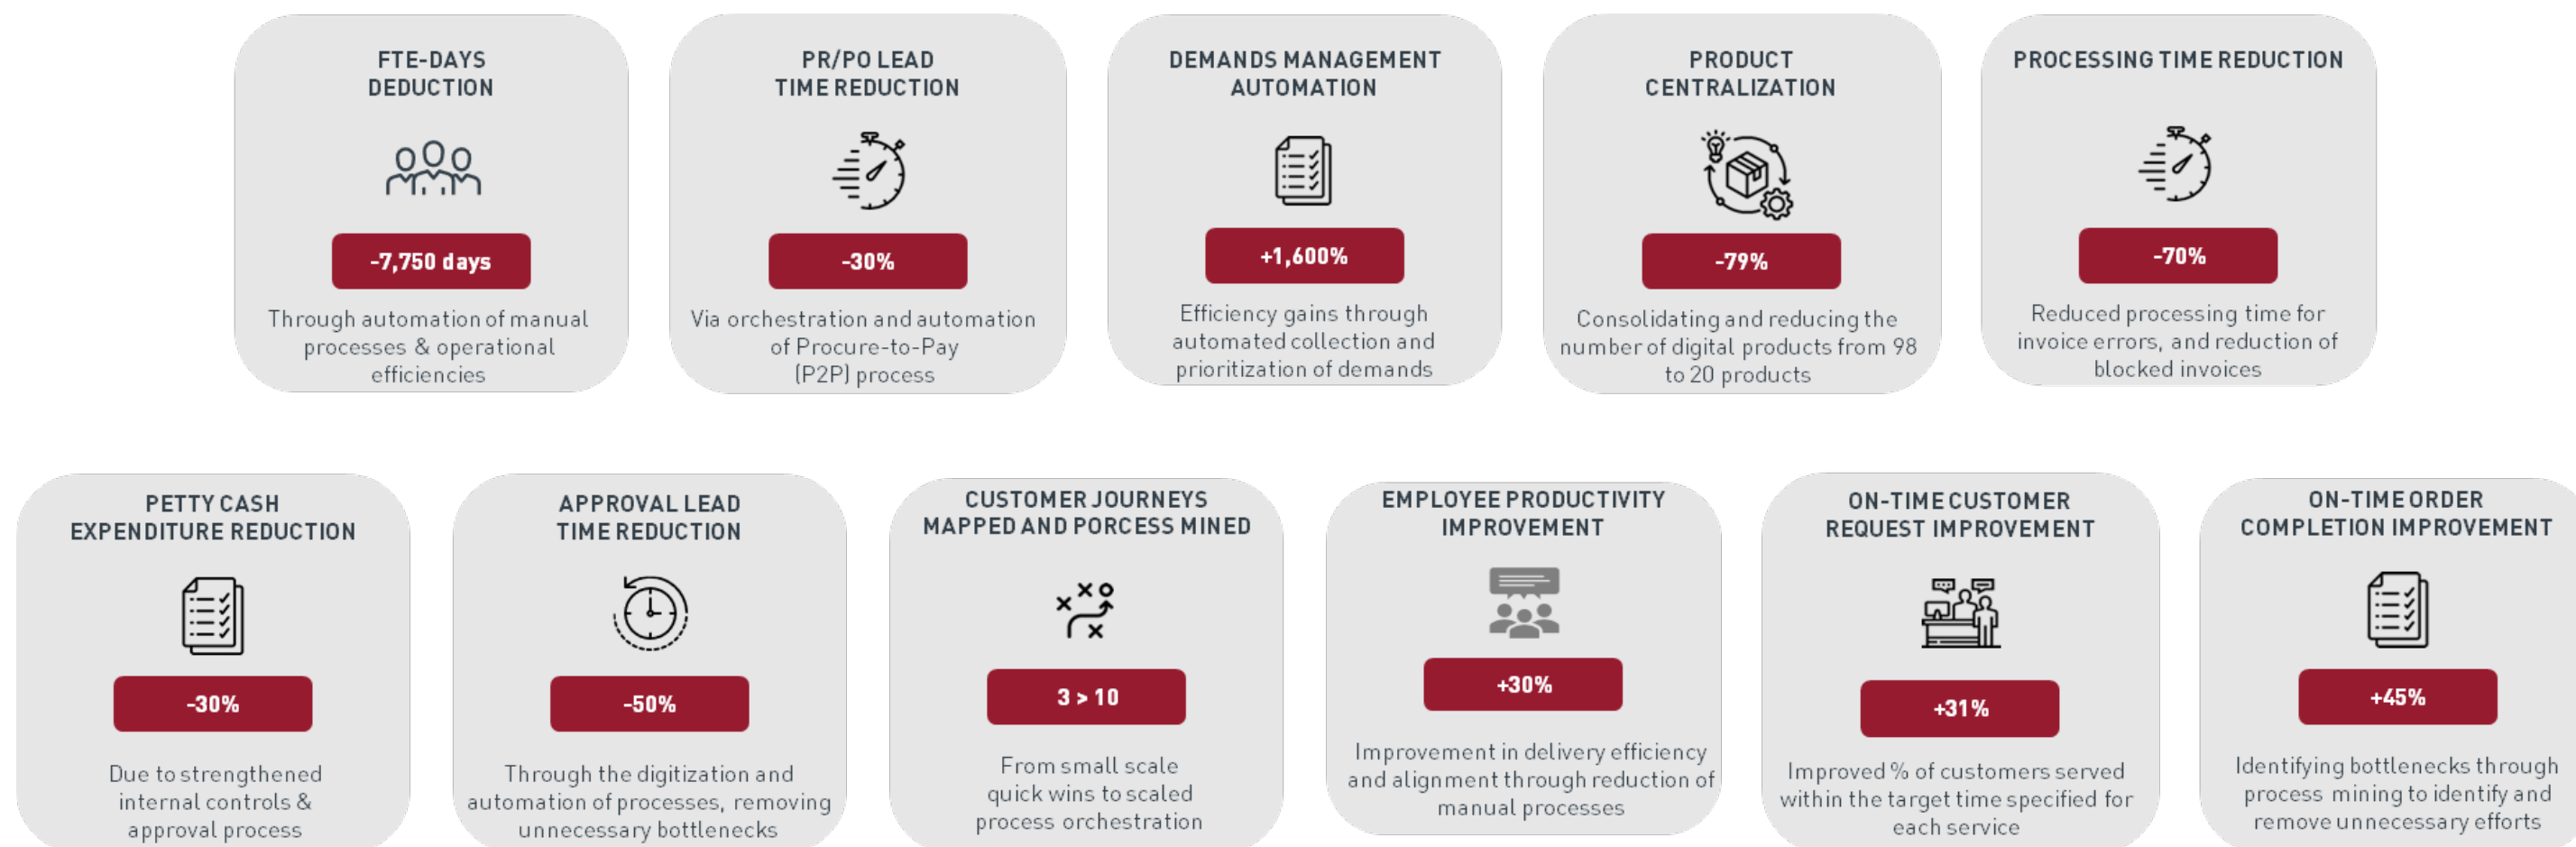 FTE-DAYS
DEDUCTION
-7,750 days
Through automation of manual
processes & operational
efficiencies
PR/PO LEAD
TIME REDUCTION
-30%
Via orchestration and automation
of Procure-to-Pay
(P2P) process
DEMANDS MANAGEMENT
AUTOMATION
+1,600%
Efficiency gains through
automated collection and
prioritization of demands
PRODUCT
CENTRALIZATION
-79%
Consolidating and reducing the
number of digital products from 98
to 20 products
PROCESSING TIME REDUCTION
-70%
Reduced processing time for
invoice errors, and reduction of
blocked invoices
PETTY CASH
EXPENDITURE REDUCTION
-30%
Due to strengthened
internal controls &
approval process
APPROVAL LEAD
TIME REDUCTION
-50%
Through the digitization and
automation of processes, removing
unnecessary bottlenecks
CUSTOMER JOURNEYS
MAPPED AND PORCESS MINED
3 > 10
From small scale
quick wins to scaled
process orchestration
EMPLOYEE PRODUCTIVITY
IMPROVEMENT
+30%
Improvement in delivery efficiency
and alignment through reduction of
manual processes
ON-TIME CUSTOMER
REQUEST IMPROVEMENT
+31%
Improved % of customers served
within the target time specified for
each service
ON-TIME ORDER
COMPLETION IMPROVEMENT
+45%
Identifying bottlenecks through
process mining to identify and
remove unnecessary efforts